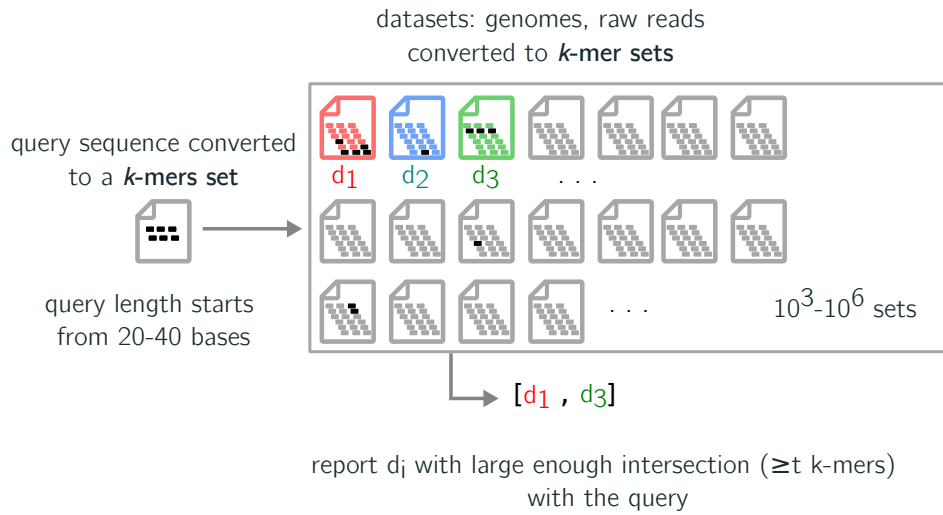 datasets: genomes, raw reads
converted to k-mer sets
query sequence converted
to a k-mers set
d1 d2 d3 . . .
query length starts
from 20-40 bases
. . . 10^3-10^6 sets
[d1 , d3]
report di with large enough intersection (≥t k-mers)
with the query